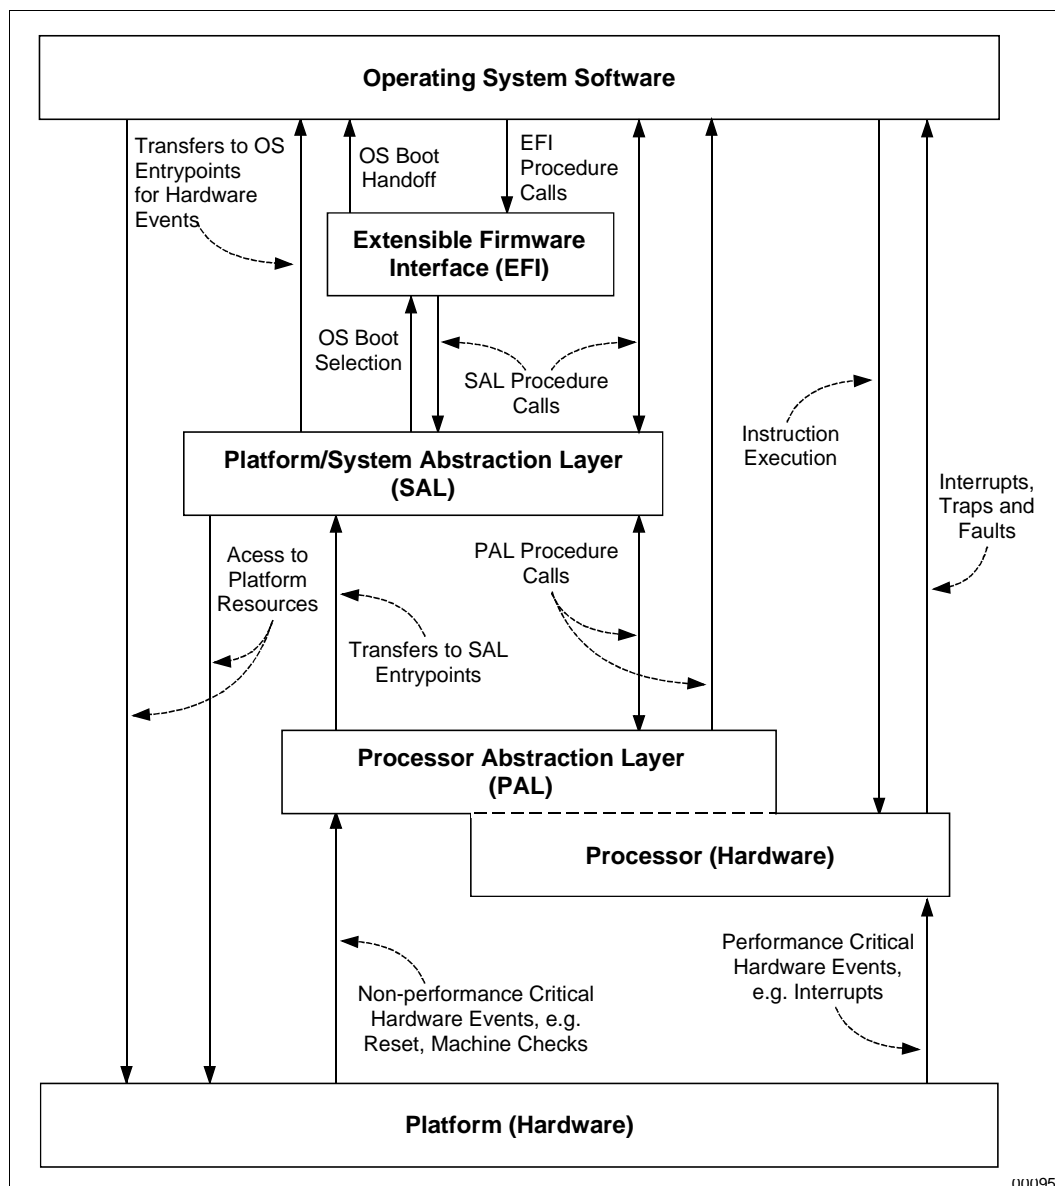 Operating System Software
Transfers to OS
Entrypoints
for Hardware
Events
OS Boot
Handoff
EFI
Procedure
Calls
Extensible Firmware
Interface (EFI)
OS Boot
Selection
SAL Procedure
Calls
Instruction
Execution
Platform/System Abstraction Layer
(SAL)
Interrupts,
Traps and
Faults
Acess to
Platform
Resources
PAL Procedure
Calls
Transfers to SAL
Entrypoints
Processor Abstraction Layer
(PAL)
Processor (Hardware)
Non-performance Critical
Hardware Events, e.g.
Reset, Machine Checks
Performance Critical
Hardware Events,
e.g. Interrupts
Platform (Hardware)